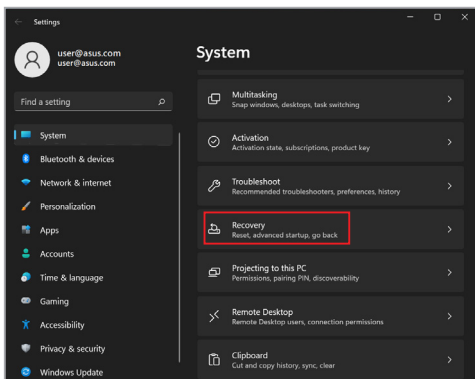 Settings
user@asus.com
user@asus.com
Find a setting
System
Bluetooth & devices
Network & internet
Personalization
Apps
Accounts
Time & language
Gaming
Accessibility
Privacy & security
Windows Update
System
Multitasking
Snap windows, desktops, task switching
Activation
Activation state, subscriptions, product key
Troubleshoot
Recommended troubleshooters, preferences, history
Recovery
Reset, advanced startup, go back
Projecting to this PC
Permissions, pairing PIN, discoverability
Remote Desktop
Remote Desktop users, connection permissions
Clipboard
Cut and copy history, sync, clear